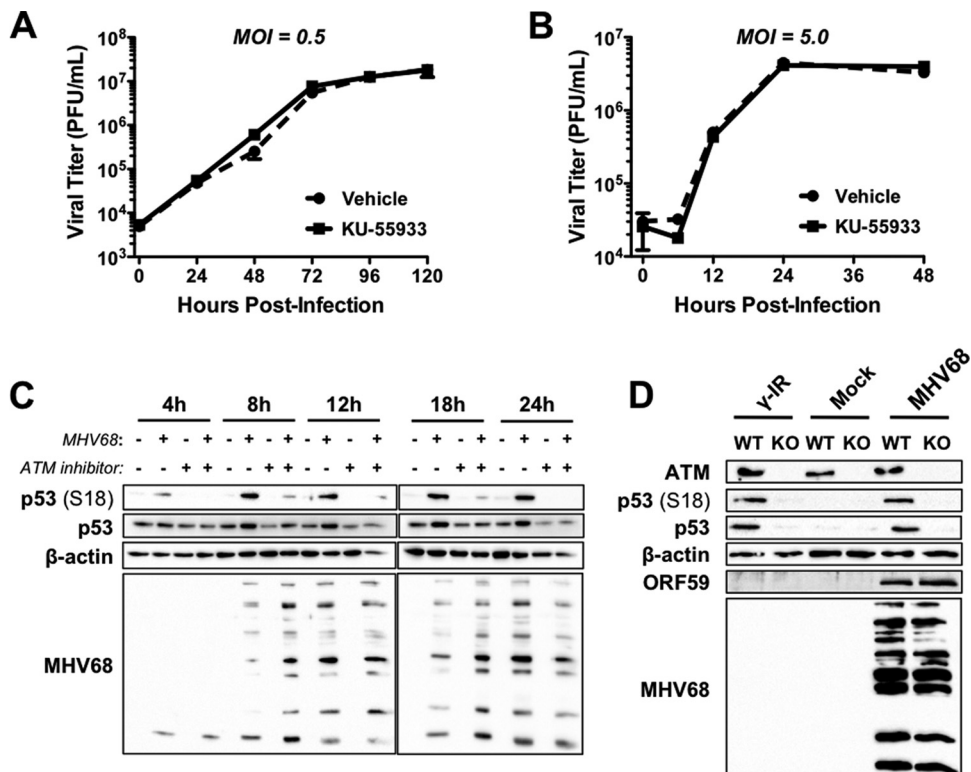 A
MOI = 0.5
Viral Titer (PFU/mL)
10^8
10^7
10^6
10^5
10^4
10^3
Vehicle
KU-55933
0 24 48 72 96 120
Hours Post-Infection
B
MOI = 5.0
Viral Titer (PFU/mL)
10^7
10^6
10^5
10^4
Vehicle
KU-55933
0 12 24 36 48
Hours Post-Infection
C
4h 8h 12h 18h 24h
MHV68: - + - + - + - + - + - + - + - + - + - +
ATM inhibitor: - - + + - - + + - - + + - - + + - - + +
p53 (S18)
p53
β-actin
MHV68
D
γ-IR Mock MHV68
WT KO WT KO WT KO
ATM
p53 (S18)
p53
β-actin
ORF59
MHV68